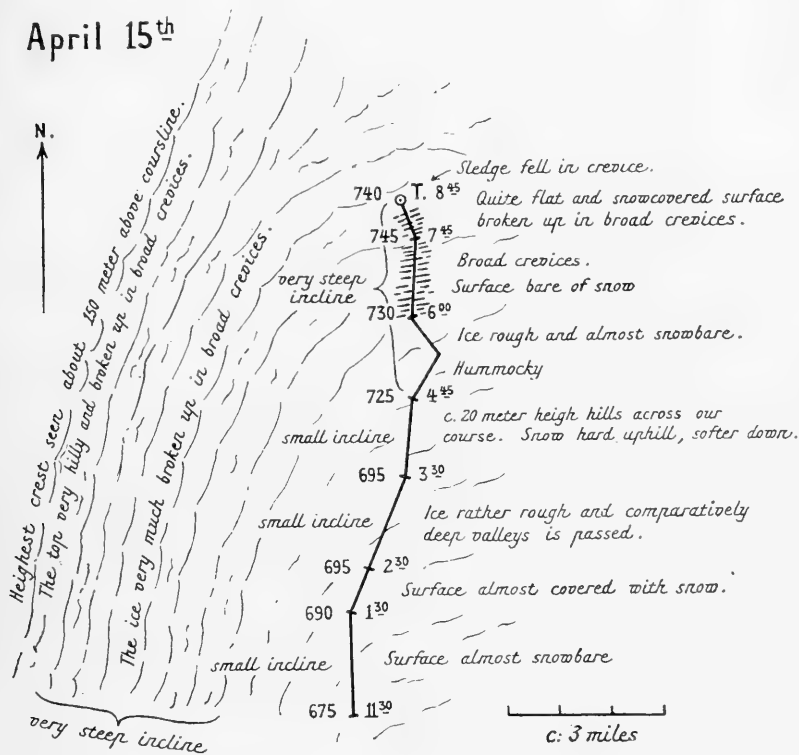 April 15th
N.
Heighest crest seen about 150 meter above coursline.
The top very hilly and broken up in broad crevices.
The ice very much broken up in broad crevices.
very steep incline
Sledge fell in crevice.
740 T. 8 45
Quite flat and snowcovered surface
broken up in broad crevices.
745 7 45
very steep
incline
Broad crevices.
Surface bare of snow
730 6 00
Ice rough and almost snowbare.
Hummocky
725 4 45
small incline
c. 20 meter heigh hills across our
course. Snow hard uphill, softer down.
695 3 30
small incline
Ice rather rough and comparatively
deep valleys is passed.
695 2 30
Surface almost covered with snow.
690 1 30
small incline
Surface almost snowbare
675 11 30
c: 3 miles